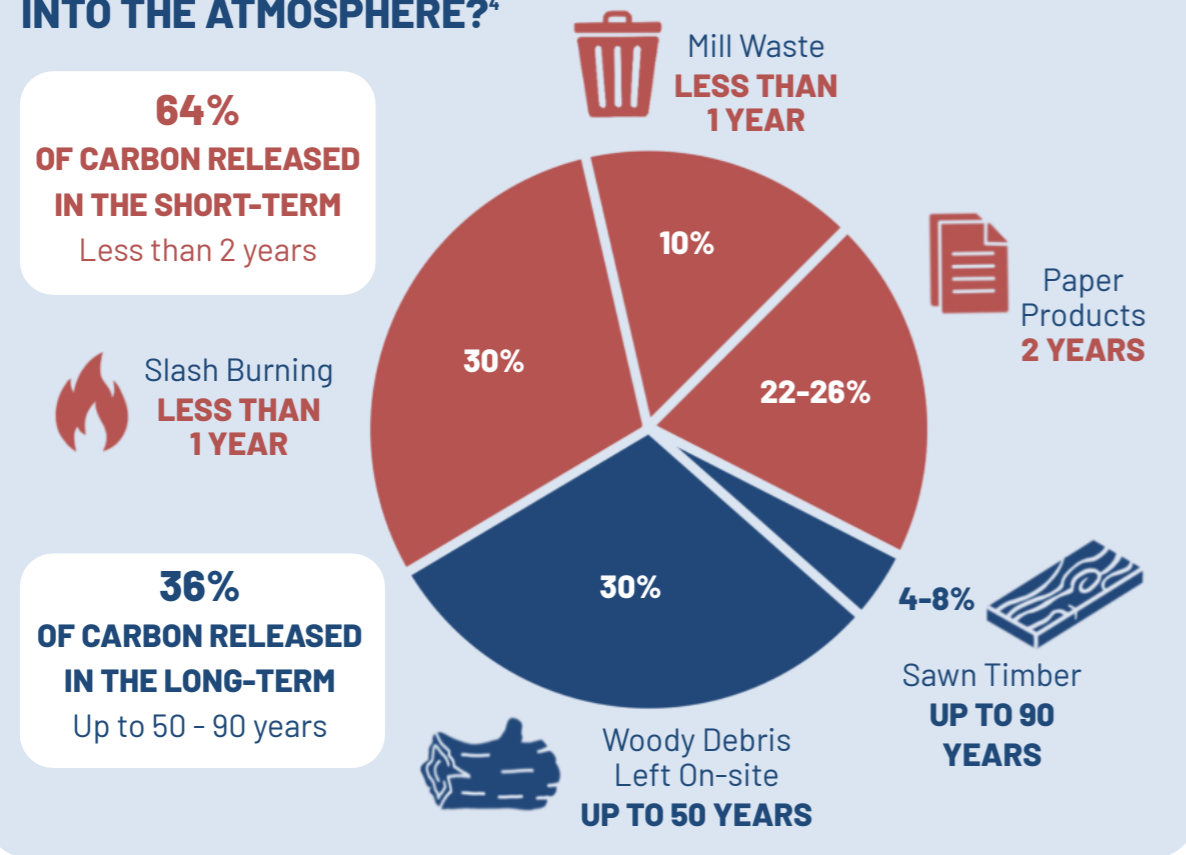 INTO THE ATMOSPHERE?⁴
64%
OF CARBON RELEASED
IN THE SHORT-TERM
Less than 2 years
Mill Waste
LESS THAN
1 YEAR
10%
Paper
Products
2 YEARS
22-26%
Slash Burning
LESS THAN
1 YEAR
30%
36%
OF CARBON RELEASED
IN THE LONG-TERM
Up to 50 - 90 years
30%
Woody Debris
Left On-site
UP TO 50 YEARS
4-8%
Sawn Timber
UP TO 90
YEARS